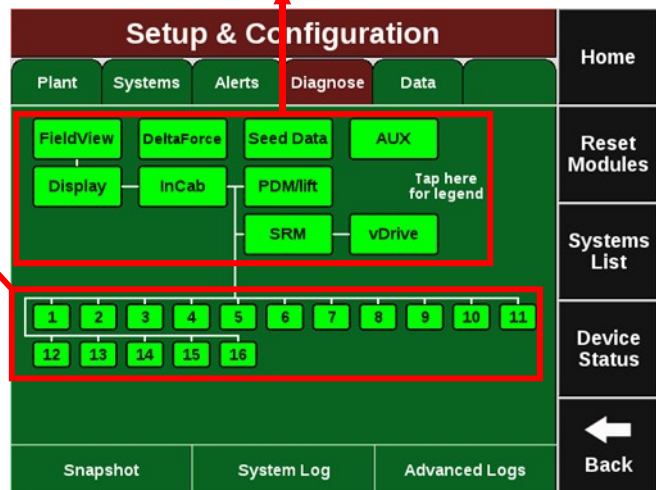 Setup & Configuration
Home
Plant Systems Alerts Diagnose Data
FieldView DeltaForce Seed Data AUX
Reset
Modules
Display InCab PDM/lift
Tap here
for legend
SRM vDrive
Systems
List
1 2 3 4 5 6 7 8 9 10 11
12 13 14 15 16
Device
Status
Snapshot System Log Advanced Logs
Back